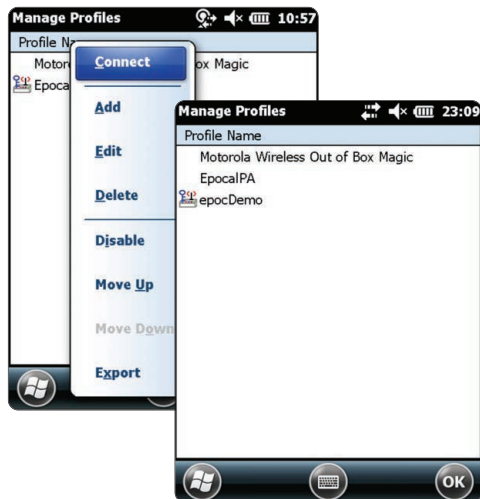 Manage Profiles 10:57
Profile Na
Motoro ox Magic
Epoca
Connect
Add
Edit
Delete
Disable
Move Up
Move Down
Export
Manage Profiles 23:09
Profile Name
Motorola Wireless Out of Box Magic
EpocalPA
epocDemo
OK